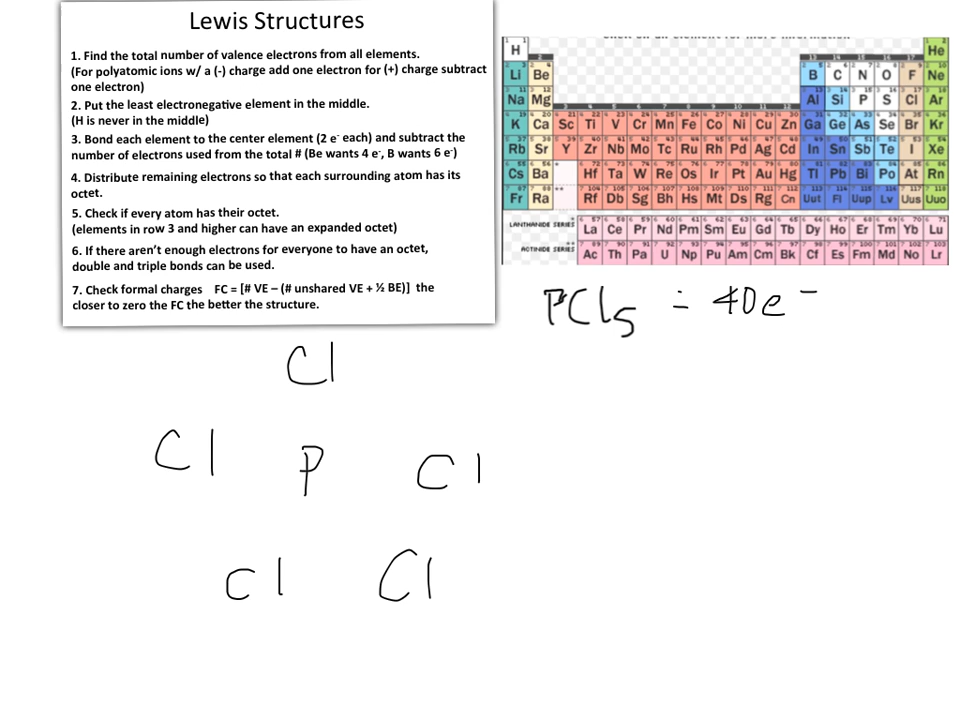 Lewis Structures
1. Find the total number of valence electrons from all elements.
(For polyatomic ions w/ a (-) charge add one electron for (+) charge subtract
one electron)
2. Put the least electronegative element in the middle.
(H is never in the middle)
3. Bond each element to the center element (2 e⁻ each) and subtract the
number of electrons used from the total # (Be wants 4 e⁻, B wants 6 e⁻)
4. Distribute remaining electrons so that each surrounding atom has its
octet.
5. Check if every atom has their octet.
(elements in row 3 and higher can have an expanded octet)
6. If there aren't enough electrons for everyone to have an octet,
double and triple bonds can be used.
7. Check formal charges FC = [# VE – (# unshared VE + ½ BE)] the
closer to zero the FC the better the structure.
H He
Li Be B C N O F Ne
Na Mg Al Si P S Cl Ar
K Ca Sc Ti V Cr Mn Fe Co Ni Cu Zn Ga Ge As Se Br Kr
Rb Sr Y Zr Nb Mo Tc Ru Rh Pd Ag Cd In Sn Sb Te I Xe
Cs Ba Hf Ta W Re Os Ir Pt Au Hg Tl Pb Bi Po At Rn
Fr Ra Rf Db Sg Bh Hs Mt Ds Rg Cn Uut Fl Uup Lv Uus Uuo
LANTHANIDE SERIES La Ce Pr Nd Pm Sm Eu Gd Tb Dy Ho Er Tm Yb Lu
ACTINIDE SERIES Ac Th Pa U Np Pu Am Cm Bk Cf Es Fm Md No Lr
PCl5 = 40e⁻
Cl
Cl P Cl
Cl Cl